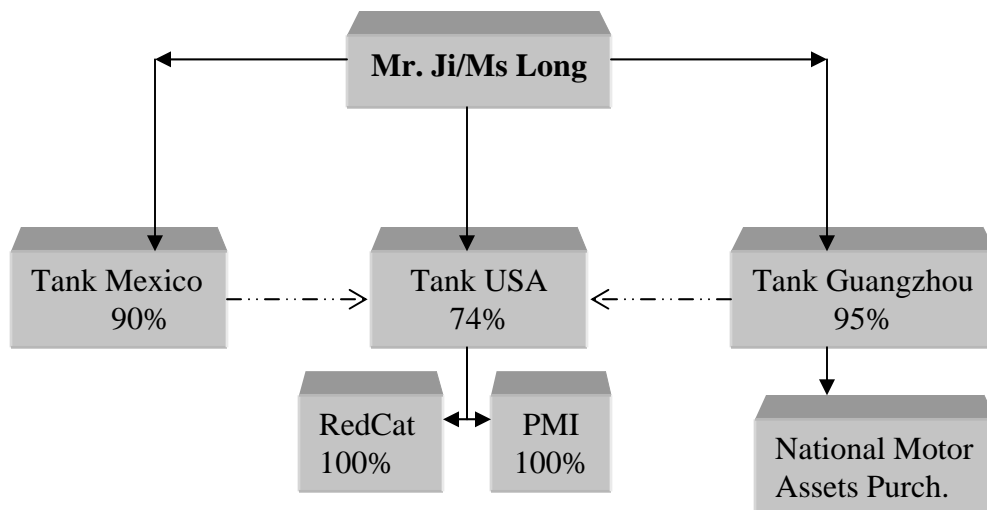 Mr. Ji/Ms Long
Tank Mexico
90%
Tank USA
74%
Tank Guangzhou
95%
RedCat
100%
PMI
100%
National Motor
Assets Purch.